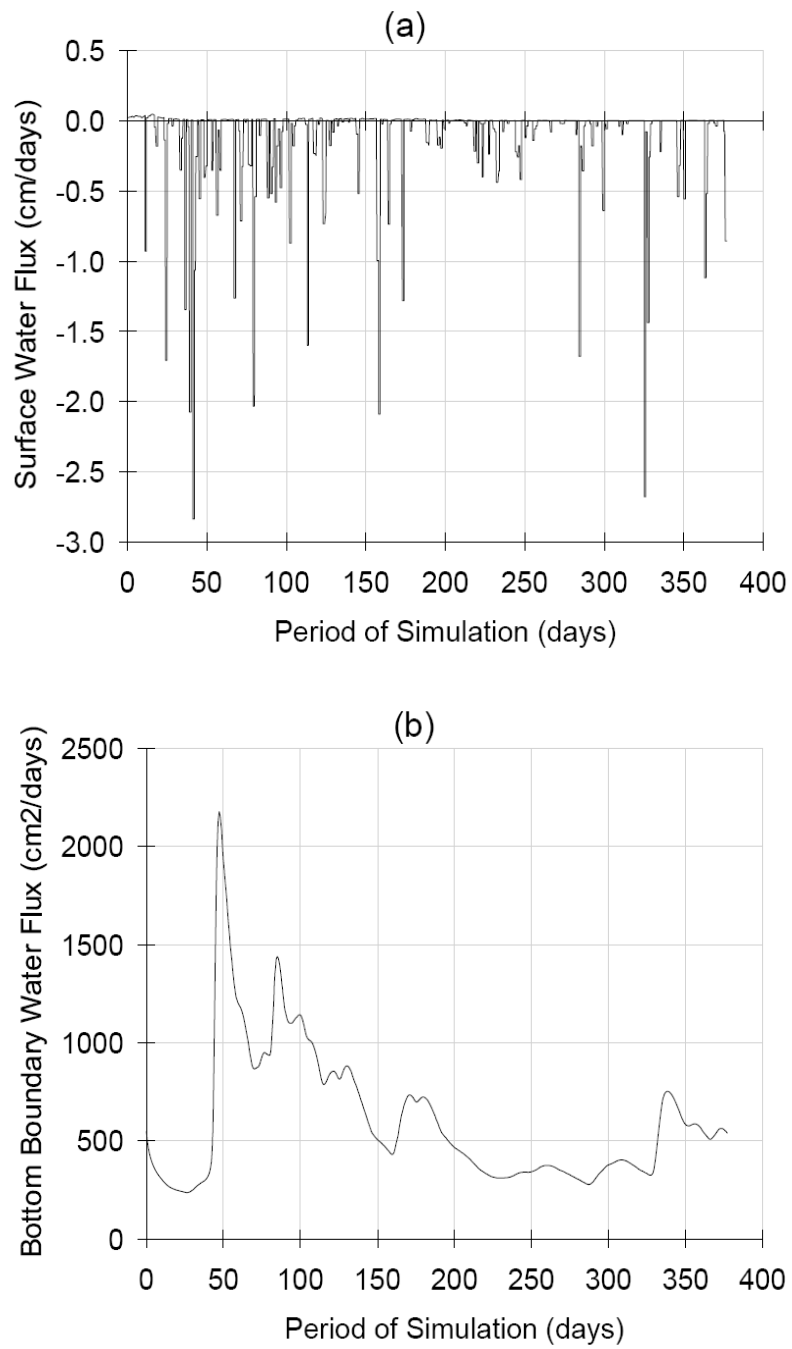 (a)
Surface Water Flux (cm/days)
0.5
0.0
-0.5
-1.0
-1.5
-2.0
-2.5
-3.0
0 50 100 150 200 250 300 350 400
Period of Simulation (days)
(b)
Bottom Boundary Water Flux (cm2/days)
2500
2000
1500
1000
500
0
0 50 100 150 200 250 300 350 400
Period of Simulation (days)